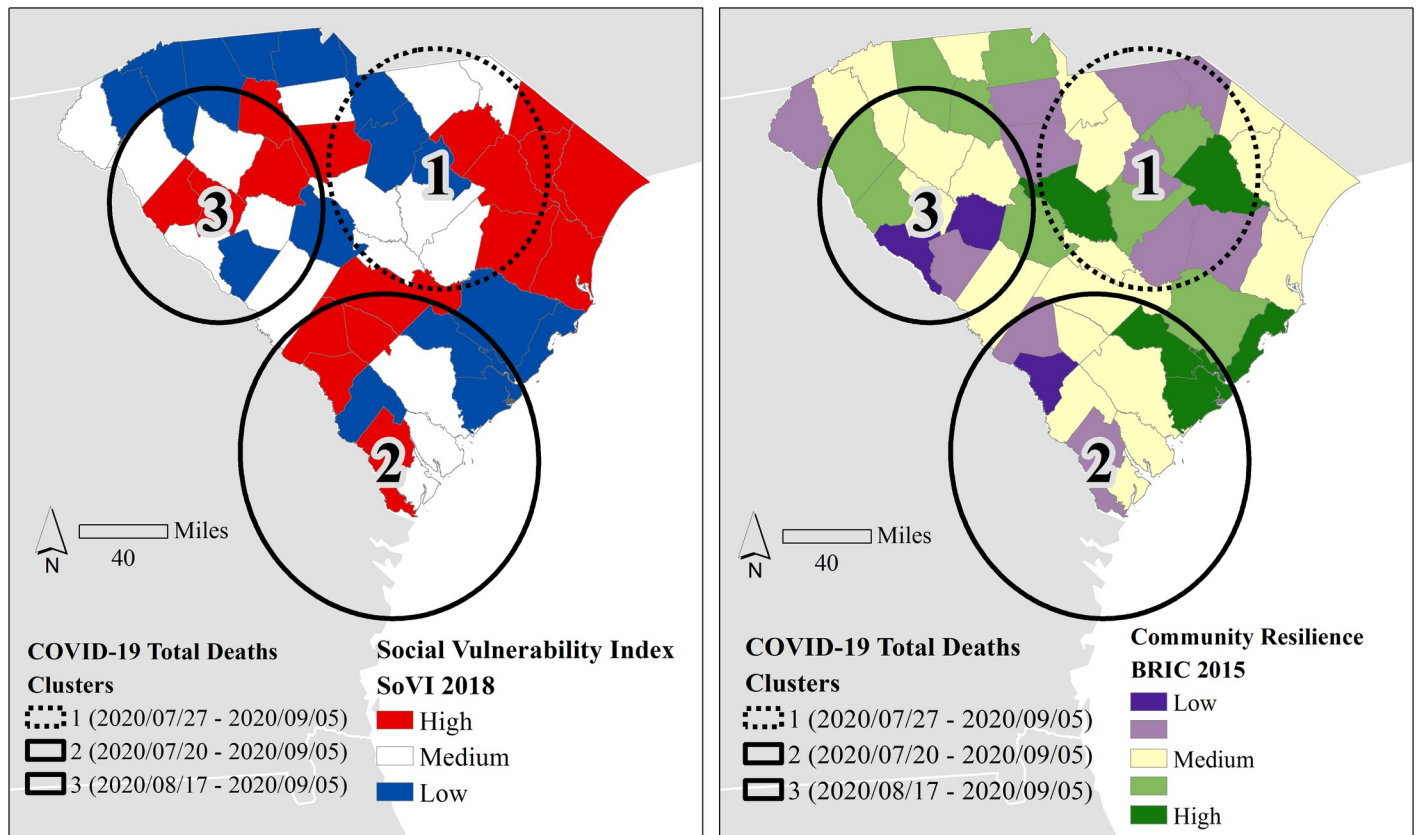 1
3
2
N
Miles
40
COVID-19 Total Deaths
Clusters
1 (2020/07/27 - 2020/09/05)
2 (2020/07/20 - 2020/09/05)
3 (2020/08/17 - 2020/09/05)
Social Vulnerability Index
SoVI 2018
High
Medium
Low
1
3
2
N
Miles
40
COVID-19 Total Deaths
Clusters
1 (2020/07/27 - 2020/09/05)
2 (2020/07/20 - 2020/09/05)
3 (2020/08/17 - 2020/09/05)
Community Resilience
BRIC 2015
Low
Medium
High